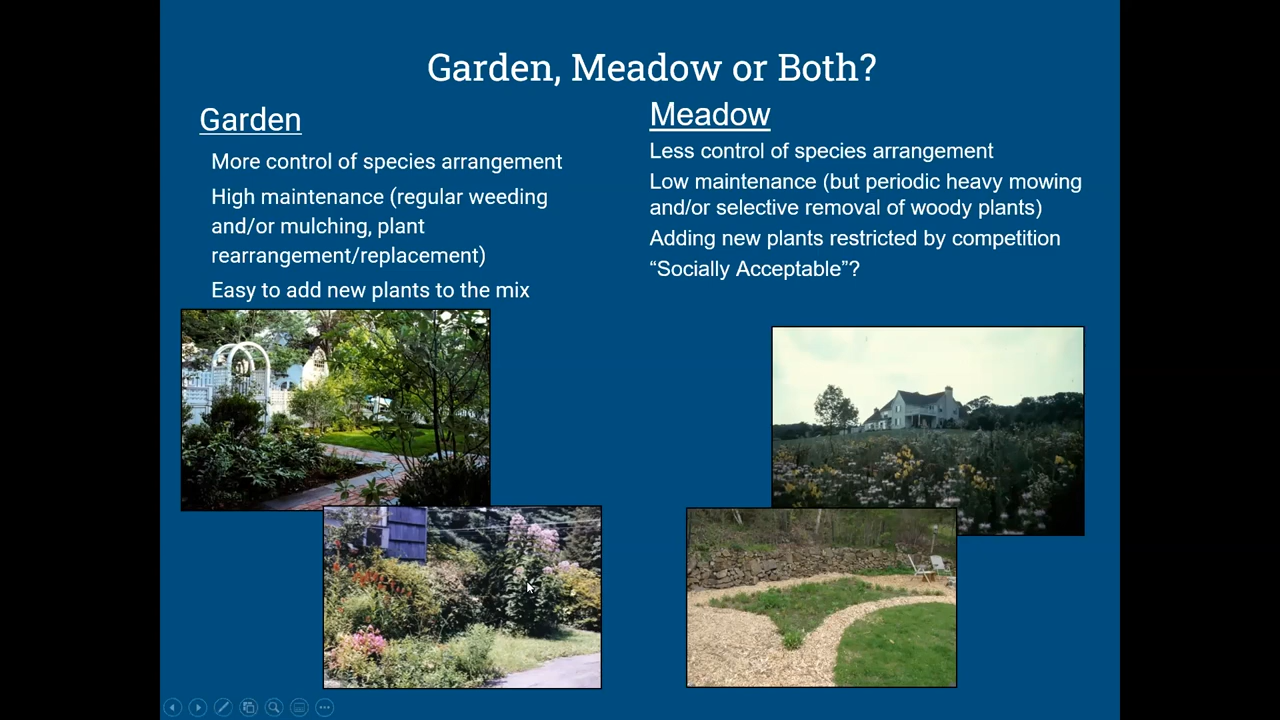 Garden, Meadow or Both?
Garden
More control of species arrangement
High maintenance (regular weeding
and/or mulching, plant
rearrangement/replacement)
Easy to add new plants to the mix
Meadow
Less control of species arrangement
Low maintenance (but periodic heavy mowing
and/or selective removal of woody plants)
Adding new plants restricted by competition
“Socially Acceptable”?